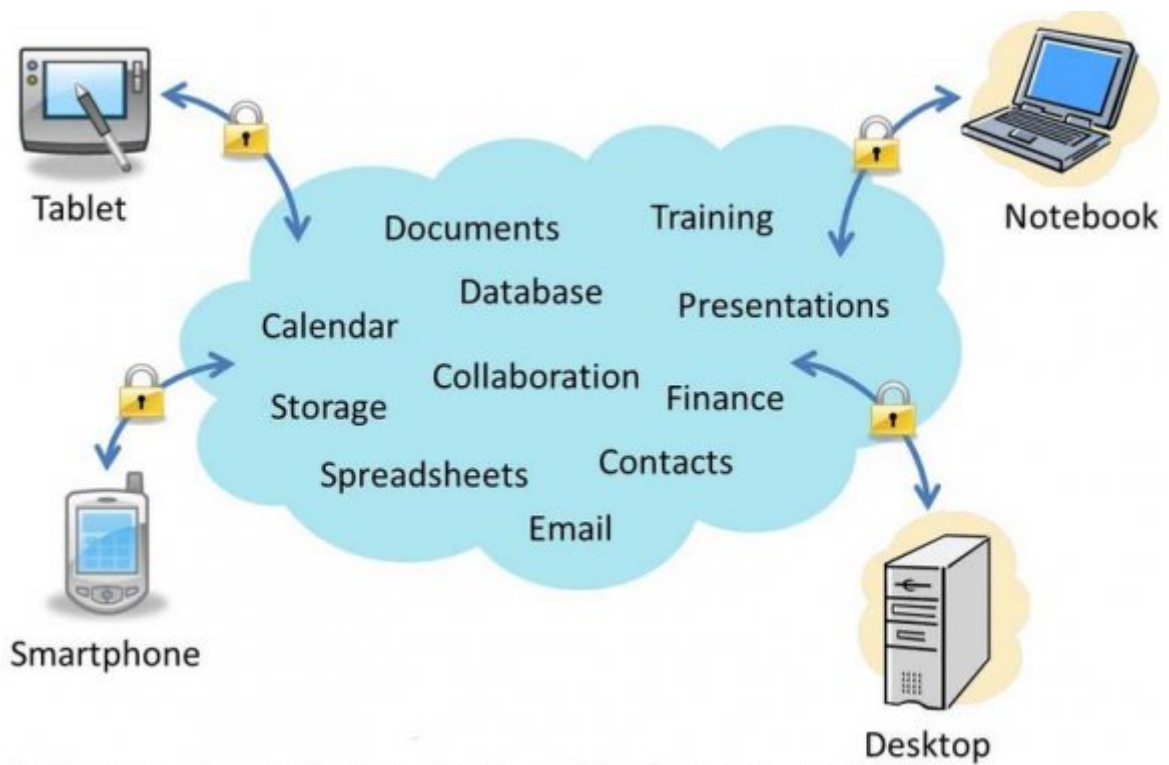 Tablet
Notebook
Documents
Training
Database
Presentations
Calendar
Collaboration
Storage
Finance
Spreadsheets
Contacts
Email
Smartphone
Desktop